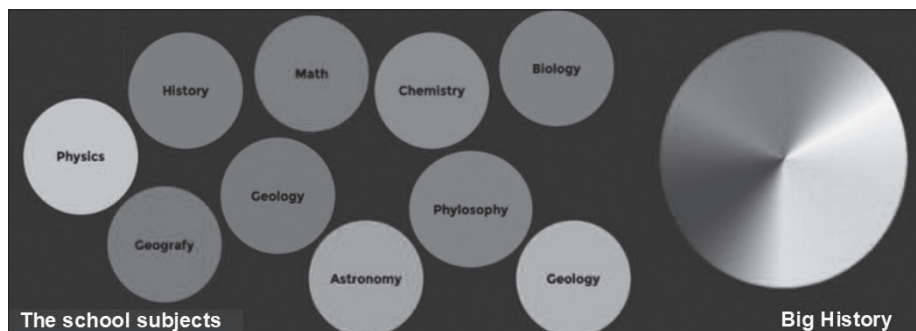 Math
Biology
History
Chemistry
Physics
Geology
Phylosophy
Geografy
Astronomy
Geology
The school subjects
Big History